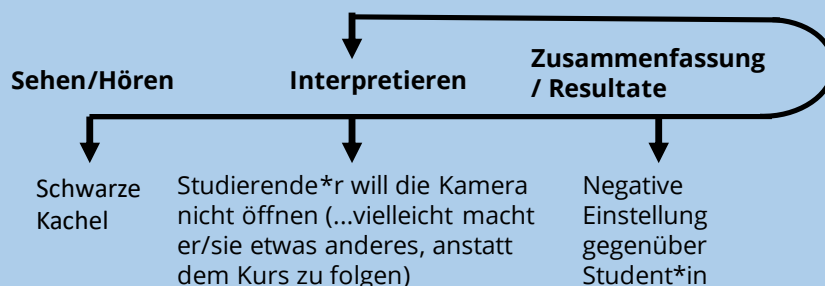 Sehen/Hören
Interpretieren
Zusammenfassung
/ Resultate
Schwarze
Kachel
Studierende*r will die Kamera
nicht öffnen (...vielleicht macht
er/sie etwas anderes, anstatt
dem Kurs zu folgen)
Negative
Einstellung
gegenüber
Student*in